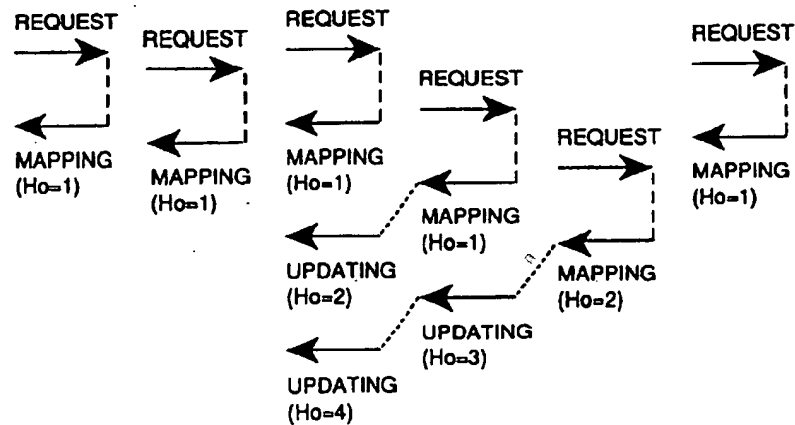 REQUEST
REQUEST
REQUEST
REQUEST
REQUEST
REQUEST
MAPPING
(Ho=1)
MAPPING
(Ho=1)
MAPPING
(Ho=1)
MAPPING
(Ho=1)
MAPPING
(Ho=1)
UPDATING
(Ho=2)
MAPPING
(Ho=2)
UPDATING
(Ho=3)
UPDATING
(Ho=4)